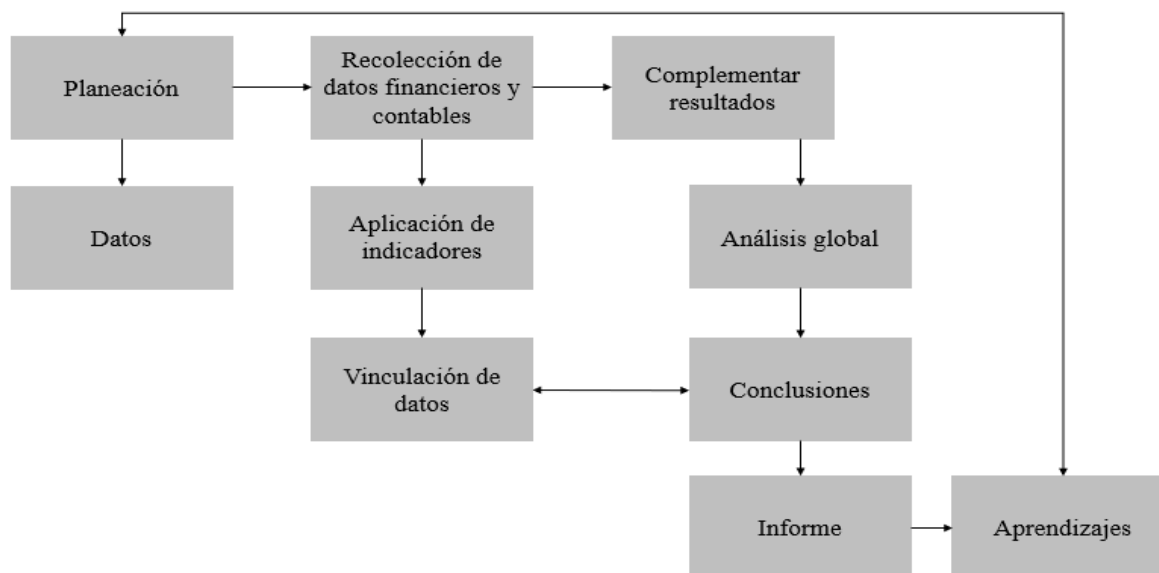 Planeación
Recolección de
datos financieros y
contables
Complementar
resultados
Datos
Aplicación de
indicadores
Análisis global
Vinculación de
datos
Conclusiones
Informe
Aprendizajes